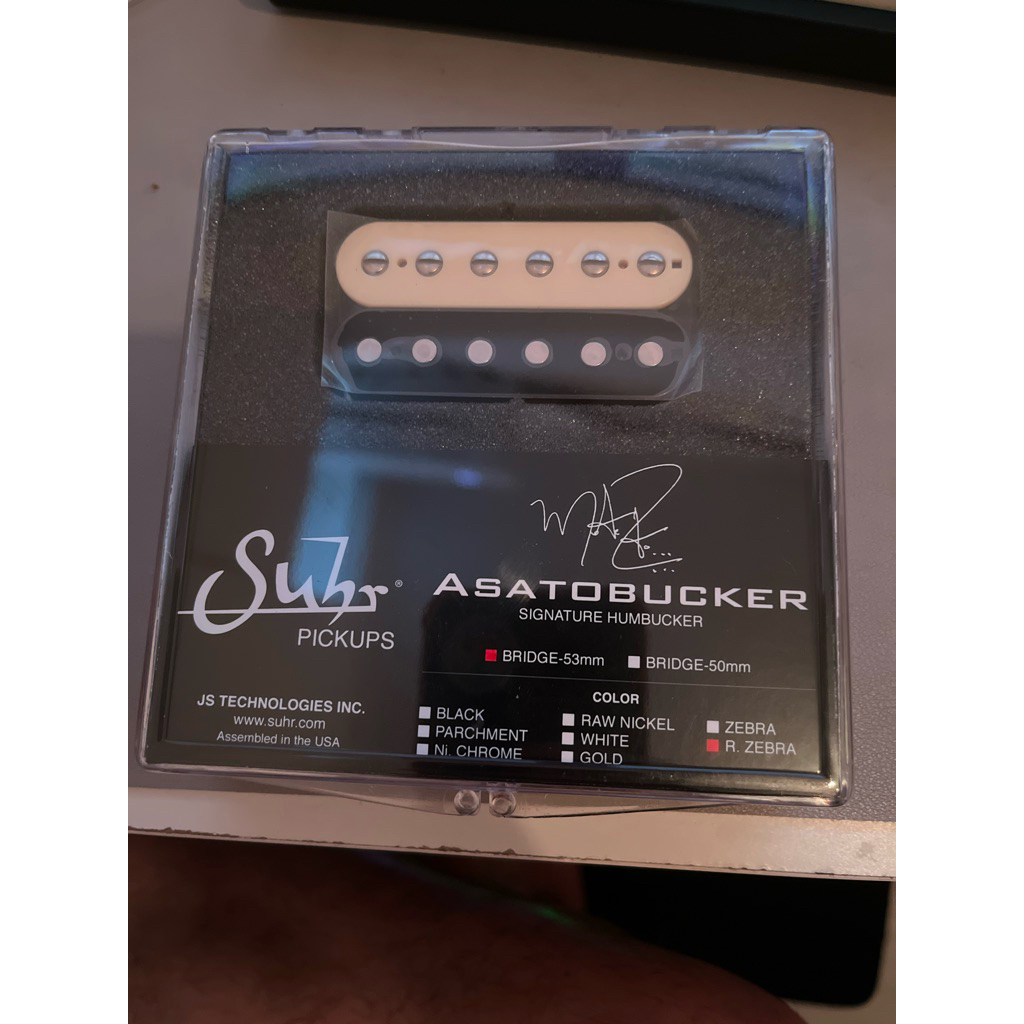 Suhr®
PICKUPS
JS TECHNOLOGIES INC.
www.suhr.com
Assembled in the USA
ASATOBUCKER
SIGNATURE HUMBUCKER
BRIDGE-53mm BRIDGE-50mm
COLOR
BLACK RAW NICKEL ZEBRA
PARCHMENT WHITE R. ZEBRA
Ni. CHROME GOLD